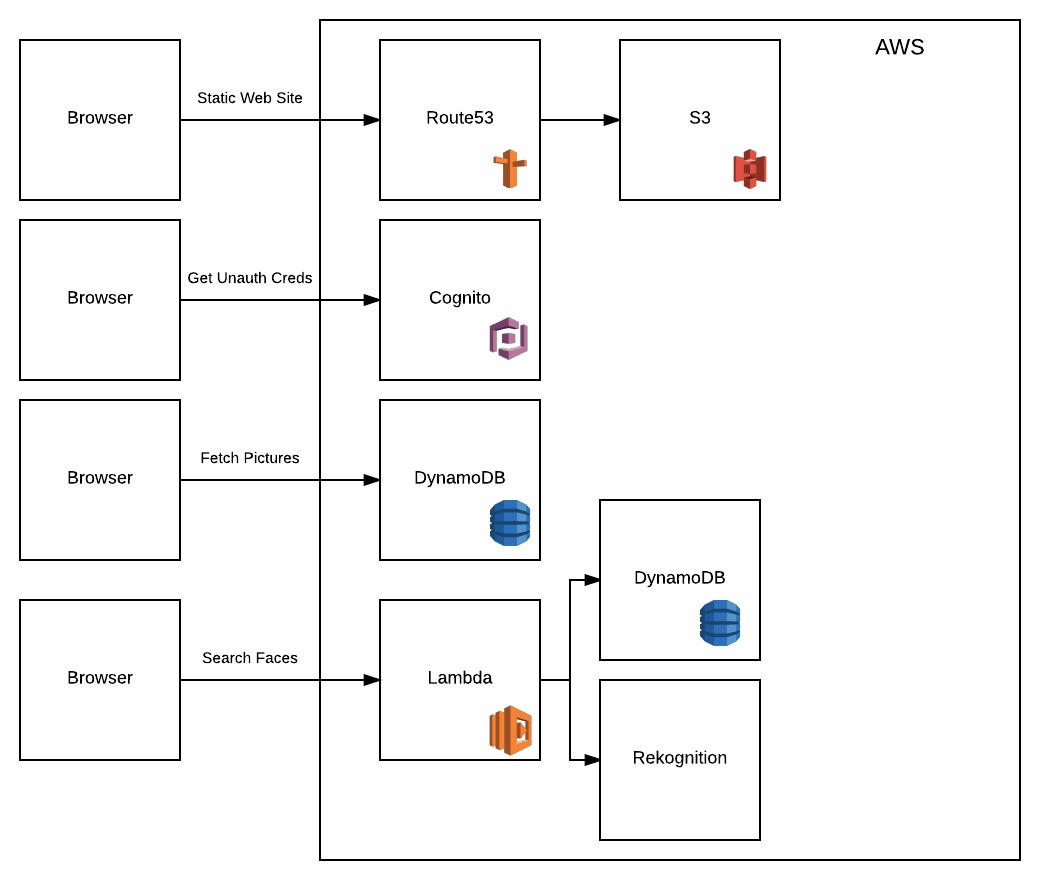 AWS
Browser
Static Web Site
Route53
S3
Browser
Get Unauth Creds
Cognito
Browser
Fetch Pictures
DynamoDB
DynamoDB
Browser
Search Faces
Lambda
Rekognition